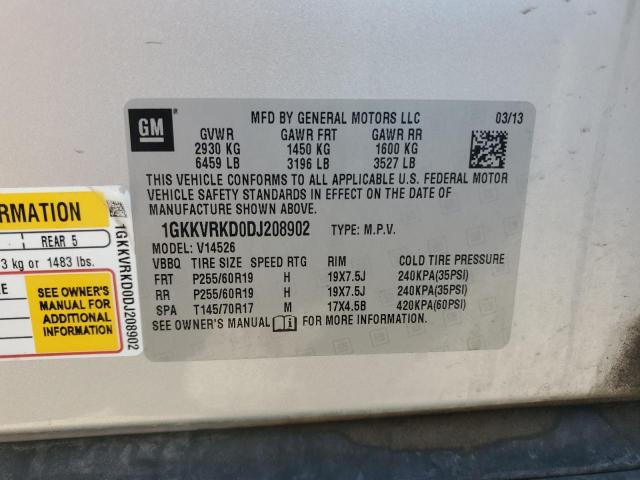 GM
MFD BY GENERAL MOTORS LLC 03/13
GVWR GAWR FRT GAWR RR
2930 KG 1450 KG 1600 KG
6459 LB 3196 LB 3527 LB
THIS VEHICLE CONFORMS TO ALL APPLICABLE U.S. FEDERAL MOTOR
VEHICLE SAFETY STANDARDS IN EFFECT ON THE DATE OF
MANUFACTURE SHOWN ABOVE.
1GKKVRKD0DJ208902 TYPE: M.P.V.
MODEL: V14526
VBBQ TIRE SIZE SPEED RTG RIM COLD TIRE PRESSURE
FRT P255/60R19 H 19X7.5J 240KPA(35PSI)
RR P255/60R19 H 19X7.5J 240KPA(35PSI)
SPA T145/70R17 M 17X4.5B 420KPA(60PSI)
SEE OWNER'S MANUAL FOR MORE INFORMATION.
ORMATION
REAR 5
3 kg or 1483 lbs.
SEE OWNER'S
MANUAL FOR
ADDITIONAL
INFORMATION
1GKKVRKD0DJ208902